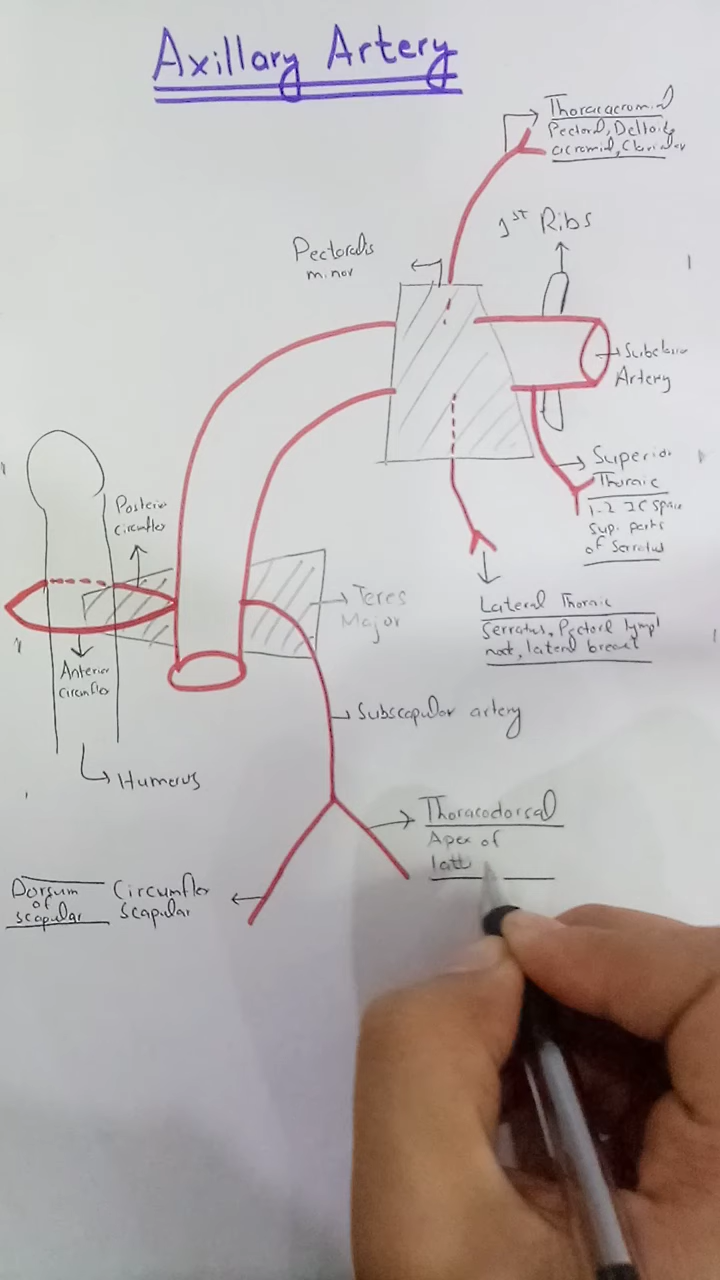 Axillary Artery
Thoracoacromial
Pectoral, Deltoid,
acromial, Clavicular
1ST Ribs
Pectoralis
minor
Subclavian
Artery
Superior
Thoracic
1-2 IC space
Sup. parts
of Serratus
Posterior
circumflex
Teres
Major
Lateral Thoracic
Serratus, Pectoral lymph
not, lateral breast
Anterior
circumflex
Subscapular artery
Humerus
Thoracodorsal
Apex of
latt
Dorsum
of
scapular
Circumflex
Scapular